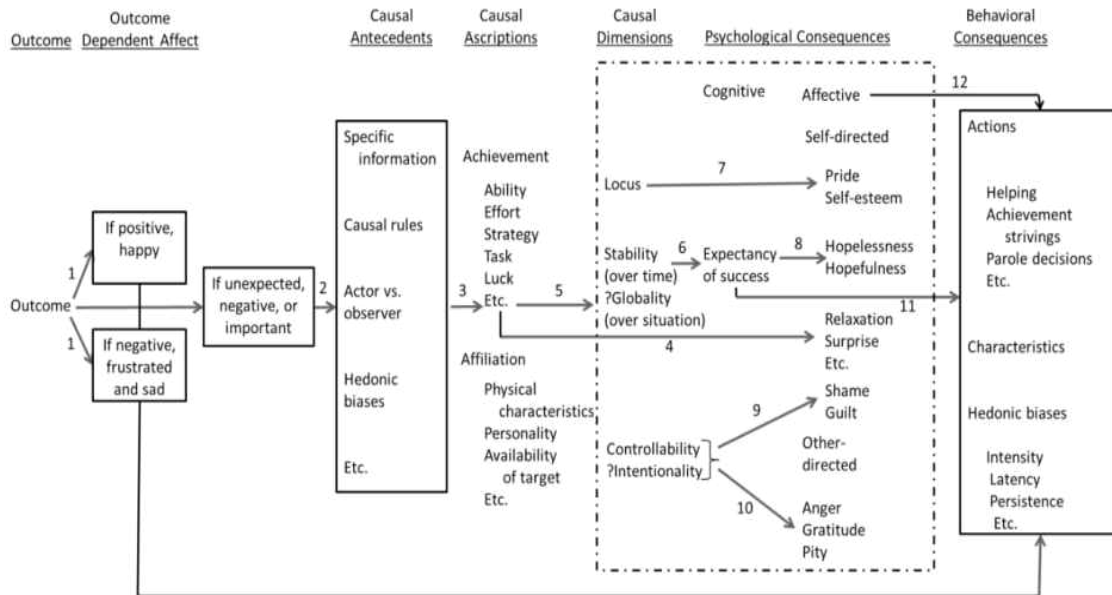 Outcome
Outcome
Dependent Affect
Causal
Antecedents
Causal
Ascriptions
Causal
Dimensions
Psychological Consequences
Behavioral
Consequences
Outcome
1
1
If positive,
happy
If negative,
frustrated
and sad
If unexpected,
negative, or
important
2
Specific
information
Causal rules
Actor vs.
observer
Hedonic
biases
Etc.
3
Achievement
Ability
Effort
Strategy
Task
Luck
Etc.
Affiliation
Physical
characteristics
Personality
Availability
of target
Etc.
5
4
Locus
Stability
(over time)
?Globality
(over situation)
Controllability
?Intentionality
Cognitive
7
6
Expectancy
of success
8
9
10
Affective
Self-directed
Pride
Self-esteem
Hopelessness
Hopefulness
Relaxation
Surprise
Etc.
Shame
Guilt
Other-
directed
Anger
Gratitude
Pity
12
11
Actions
Helping
Achievement
strivings
Parole decisions
Etc.
Characteristics
Hedonic biases
Intensity
Latency
Persistence
Etc.